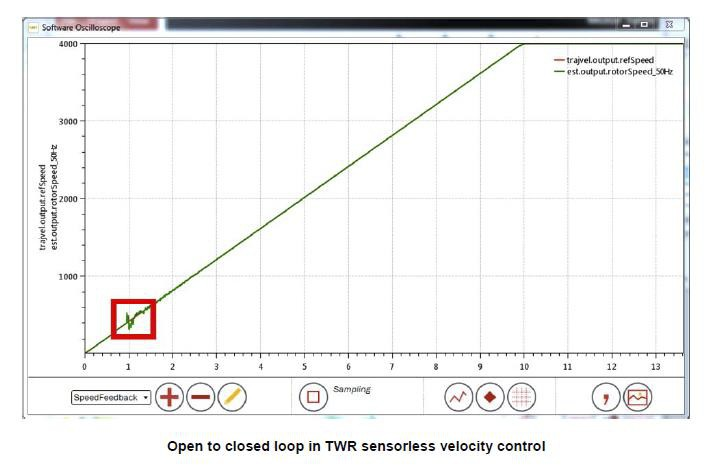 Software Oscilloscope
4000
3000
2000
1000
trajvel.output.refSpeed
est.output.rotorSpeed_50Hz
trajvel.output.refSpeed
est.output.rotorSpeed_50Hz
0 1 2 3 4 5 6 7 8 9 10 11 12 13
SpeedFeedback
Sampling
Open to closed loop in TWR sensorless velocity control